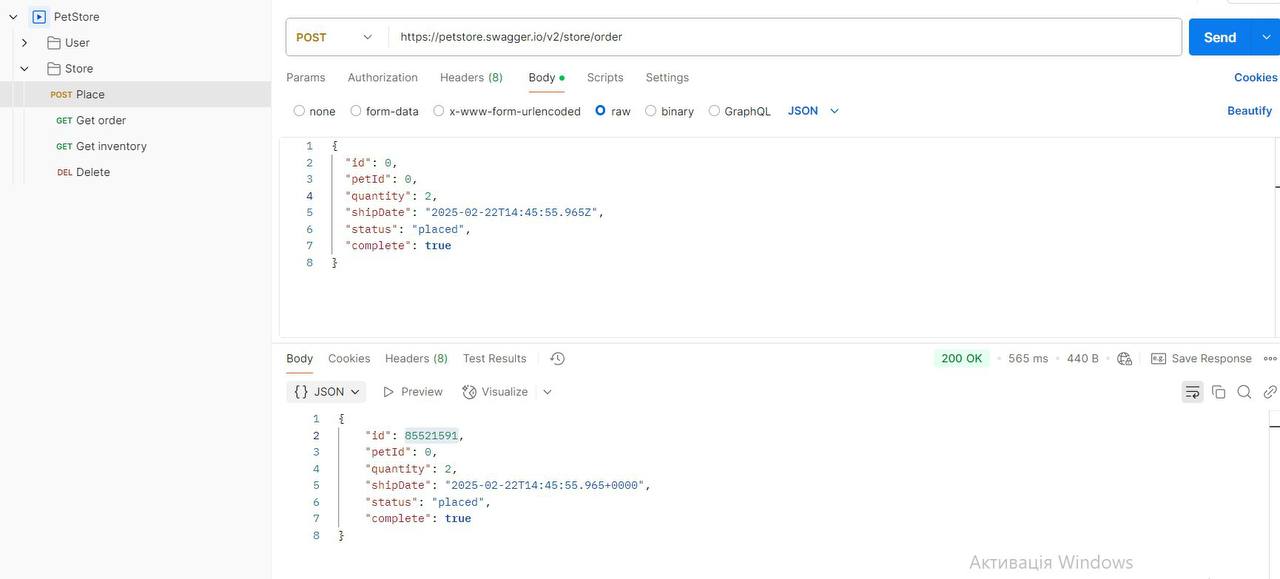 PetStore
User
Store
POST Place
GET Get order
GET Get inventory
DEL Delete
POST https://petstore.swagger.io/v2/store/order Send
Params Authorization Headers (8) Body Scripts Settings Cookies
none form-data x-www-form-urlencoded raw binary GraphQL JSON Beautify
1 {
2 "id": 0,
3 "petId": 0,
4 "quantity": 2,
5 "shipDate": "2025-02-22T14:45:55.965Z",
6 "status": "placed",
7 "complete": true
8 }
Body Cookies Headers (8) Test Results 200 OK • 565 ms • 440 B • Save Response
{} JSON Preview Visualize
1 {
2 "id": 85521591,
3 "petId": 0,
4 "quantity": 2,
5 "shipDate": "2025-02-22T14:45:55.965+0000",
6 "status": "placed",
7 "complete": true
8 }
Активація Windows